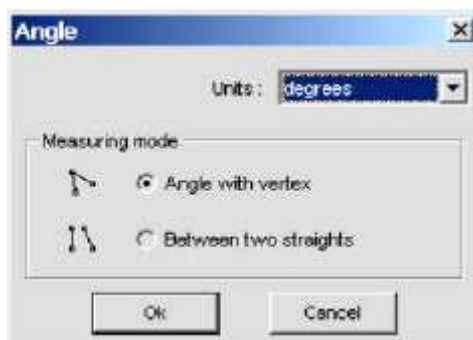 Angle
Units : degrees
Measuring mode
Angle with vertex
Between two straights
Ok Cancel